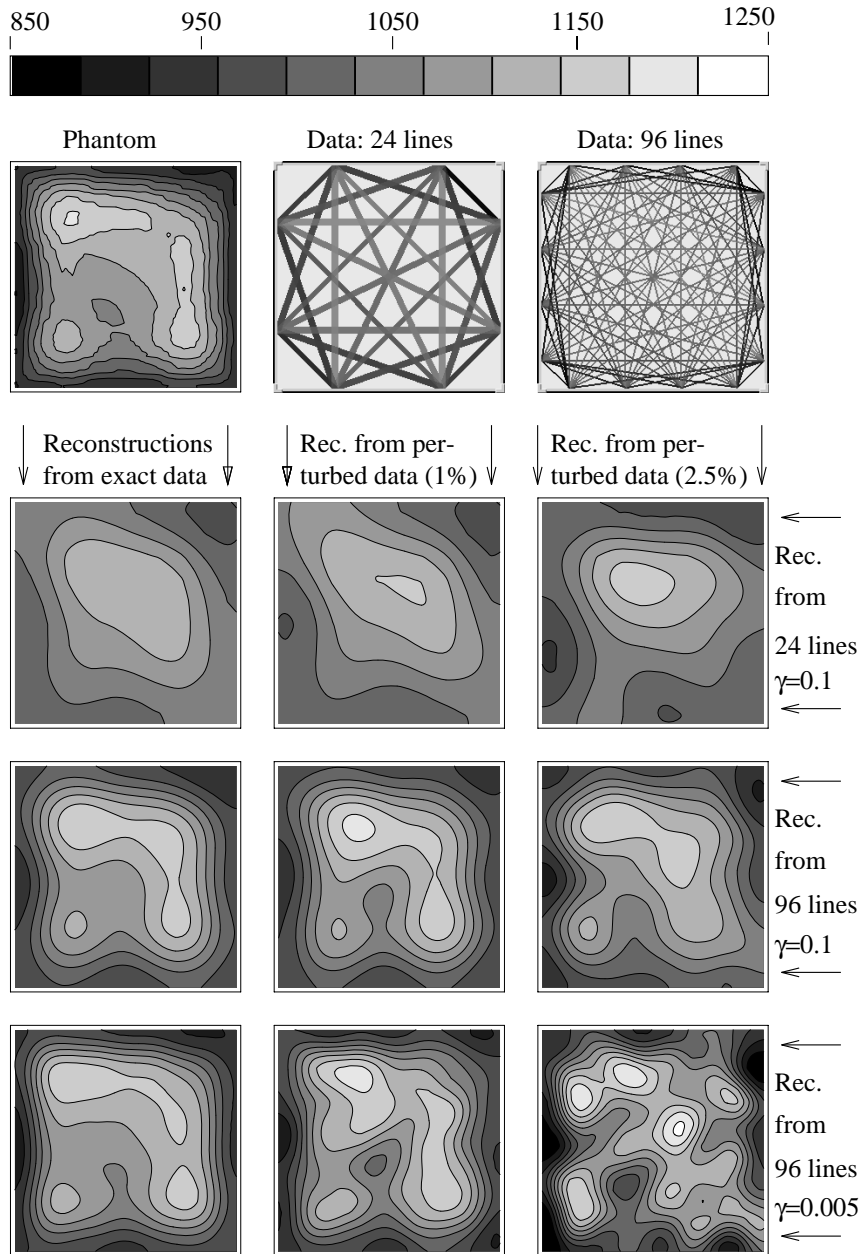 850 950 1050 1150 1250
Phantom
Data: 24 lines
Data: 96 lines
Reconstructions
from exact data
Rec. from per-
turbed data (1%)
Rec. from per-
turbed data (2.5%)
Rec.
from
24 lines
γ=0.1
Rec.
from
96 lines
γ=0.1
Rec.
from
96 lines
γ=0.005